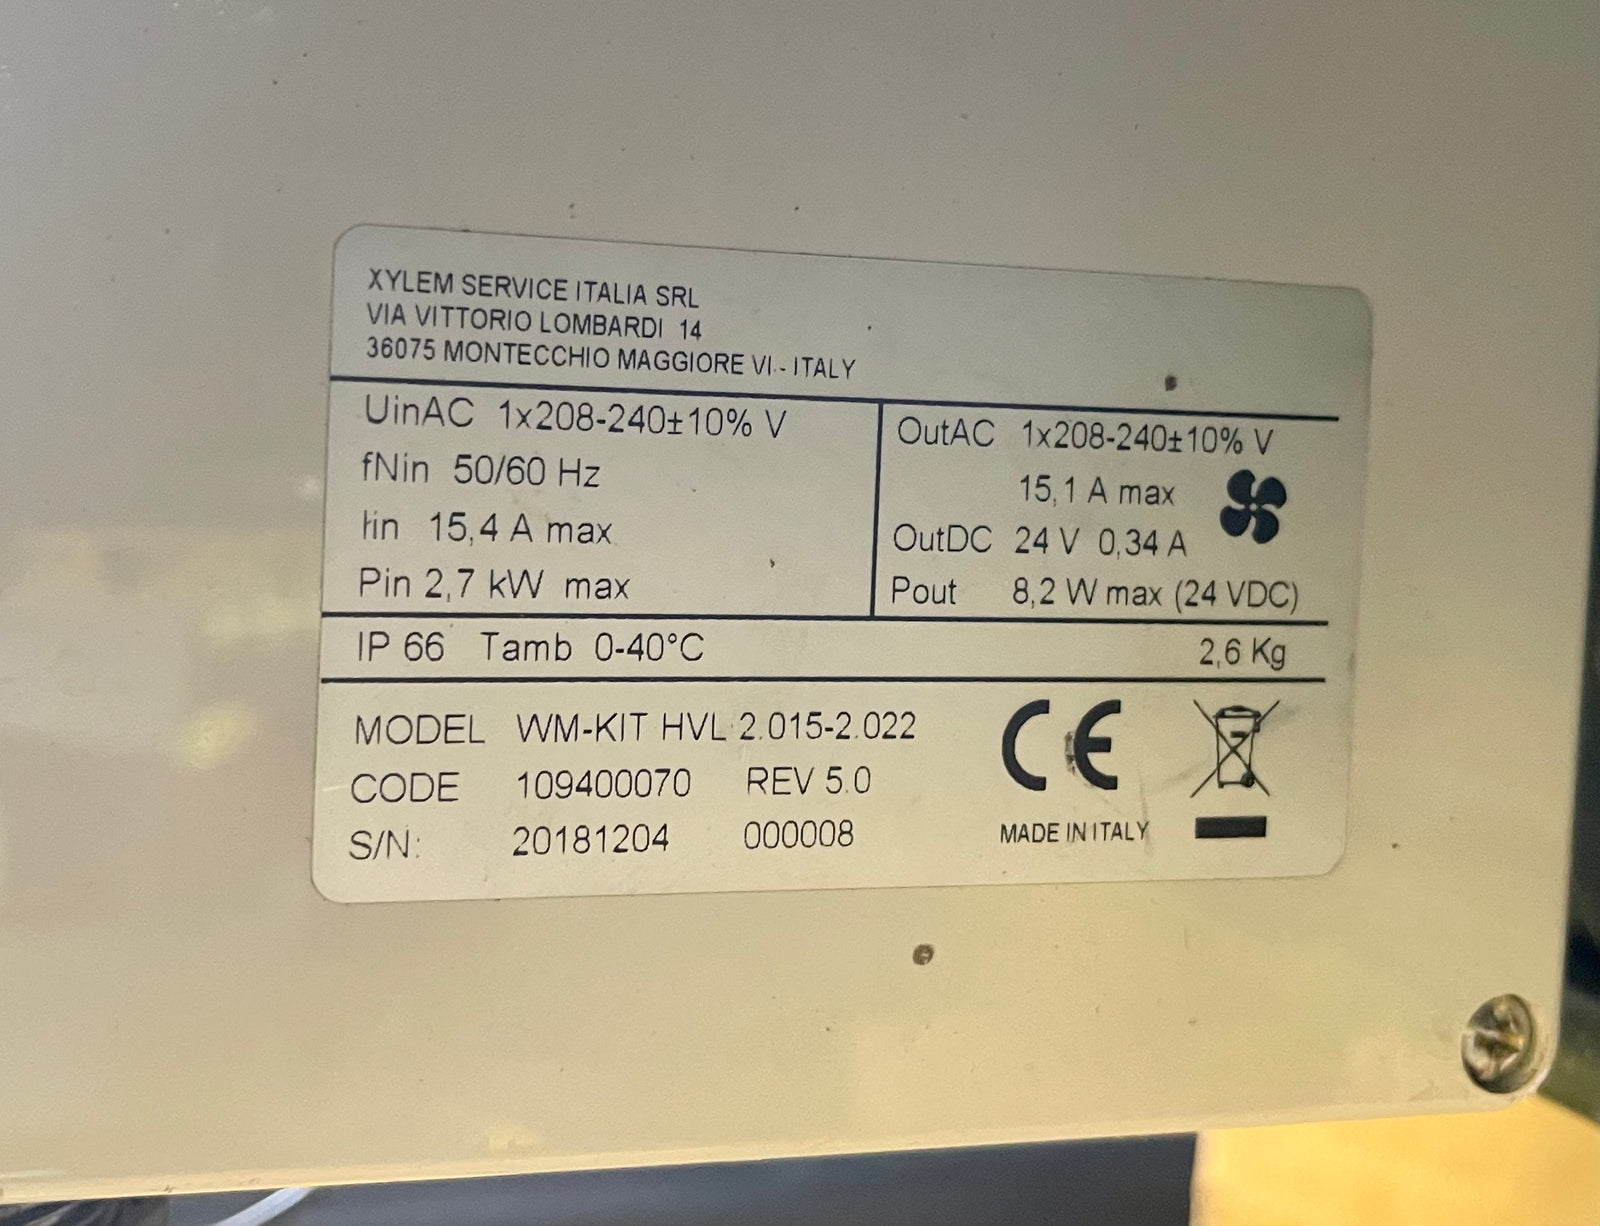 XYLEM SERVICE ITALIA SRL
VIA VITTORIO LOMBARDI 14
36075 MONTECCHIO MAGGIORE VI - ITALY
UinAC 1x208-240±10% V
fNin 50/60 Hz
Iin 15,4 A max
Pin 2,7 kW max
OutAC 1x208-240±10% V
15,1 A max
OutDC 24 V 0,34 A
Pout 8,2 W max (24 VDC)
IP 66 Tamb 0-40°C 2,6 Kg
MODEL WM-KIT HVL 2.015-2.022
CODE 109400070 REV 5.0
S/N: 20181204 000008
CE
MADE IN ITALY